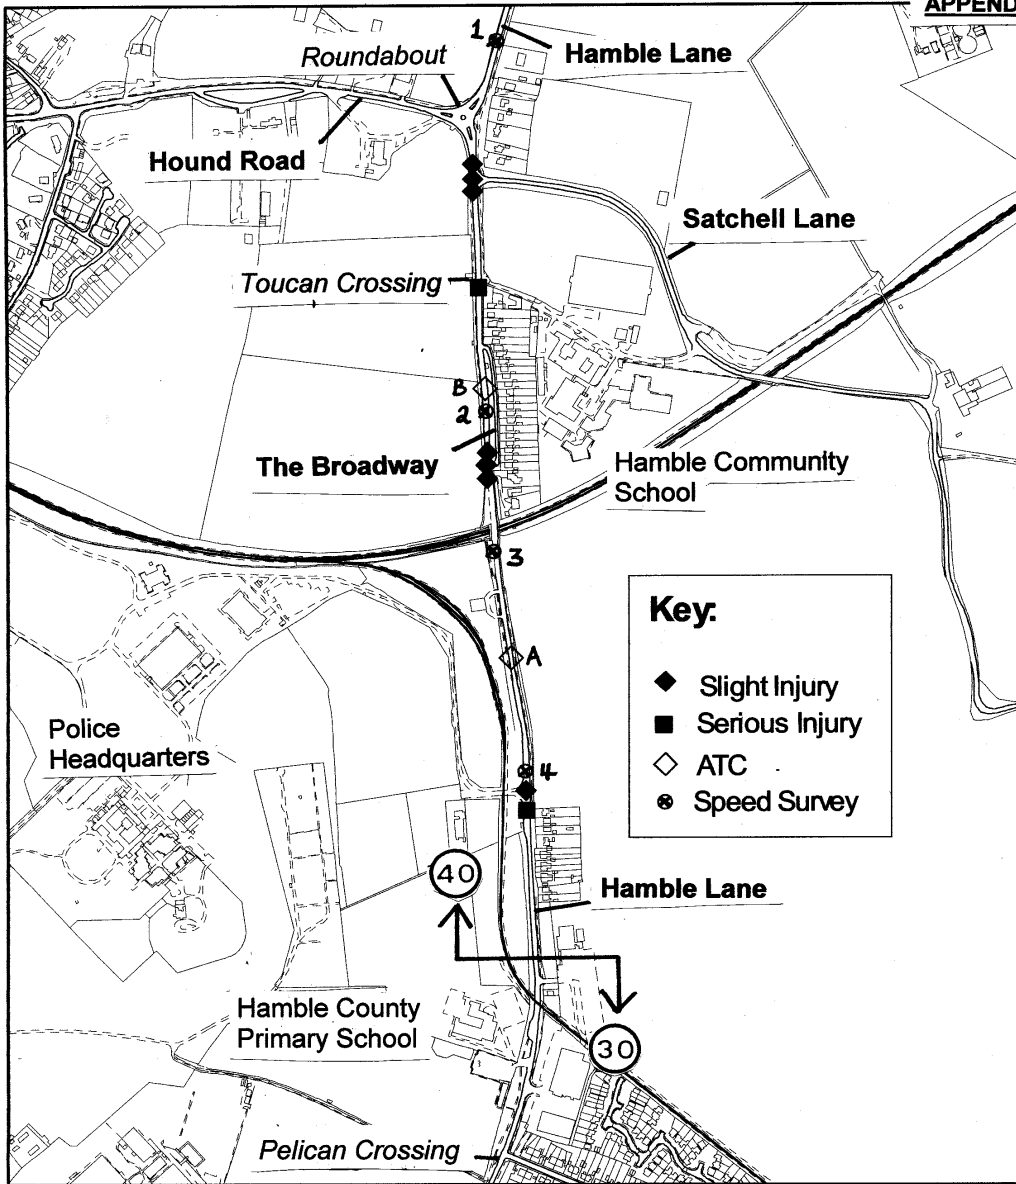 APPEND
1
Hamble Lane
Roundabout
Hound Road
Satchell Lane
Toucan Crossing
B
2
The Broadway
Hamble Community
School
3
Key:
A
Slight Injury
Serious Injury
ATC
Speed Survey
Police
Headquarters
4
40
Hamble Lane
Hamble County
Primary School
30
Pelican Crossing